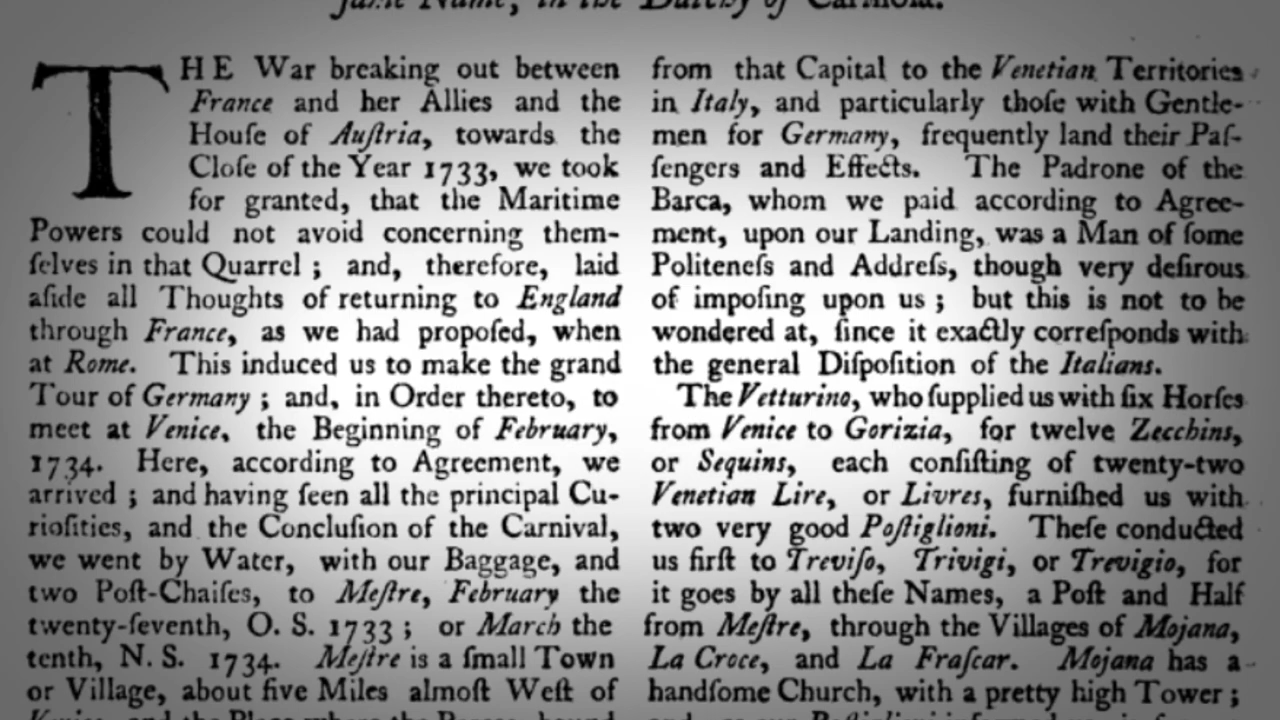 same Name, in the Dutchy of Carniola.
THE War breaking out between
France and her Allies and the
Houſe of Auſtria, towards the
Cloſe of the Year 1733, we took
for granted, that the Maritime
Powers could not avoid concerning them-
ſelves in that Quarrel ; and, therefore, laid
aſide all Thoughts of returning to England
through France, as we had propoſed, when
at Rome. This induced us to make the grand
Tour of Germany ; and, in Order thereto, to
meet at Venice, the Beginning of February,
1734. Here, according to Agreement, we
arrived ; and having ſeen all the principal Cu-
rioſities, and the Concluſion of the Carnival,
we went by Water, with our Baggage, and
two Poſt-Chaiſes, to Meſtre, February the
twenty-ſeventh, O. S. 1733 ; or March the
tenth, N. S. 1734. Meſtre is a ſmall Town
or Village, about five Miles almoſt Weſt of
from that Capital to the Venetian Territories
in Italy, and particularly thoſe with Gentle-
men for Germany, frequently land their Paſ-
ſengers and Effects. The Padrone of the
Barca, whom we paid according to Agree-
ment, upon our Landing, was a Man of ſome
Politeneſs and Addreſs, though very deſirous
of impoſing upon us ; but this is not to be
wondered at, ſince it exactly correſponds with
the general Diſpoſition of the Italians.
The Vetturino, who ſupplied us with ſix Horſes
from Venice to Gorizia, for twelve Zecchins,
or Sequins, each conſiſting of twenty-two
Venetian Lire, or Livres, furniſhed us with
two very good Poſtiglioni. Theſe conducted
us firſt to Treviſo, Trivigi, or Trevigio, for
it goes by all theſe Names, a Poſt and Half
from Meſtre, through the Villages of Mojana,
La Croce, and La Fraſcar. Mojana has a
handſome Church, with a pretty high Tower ;